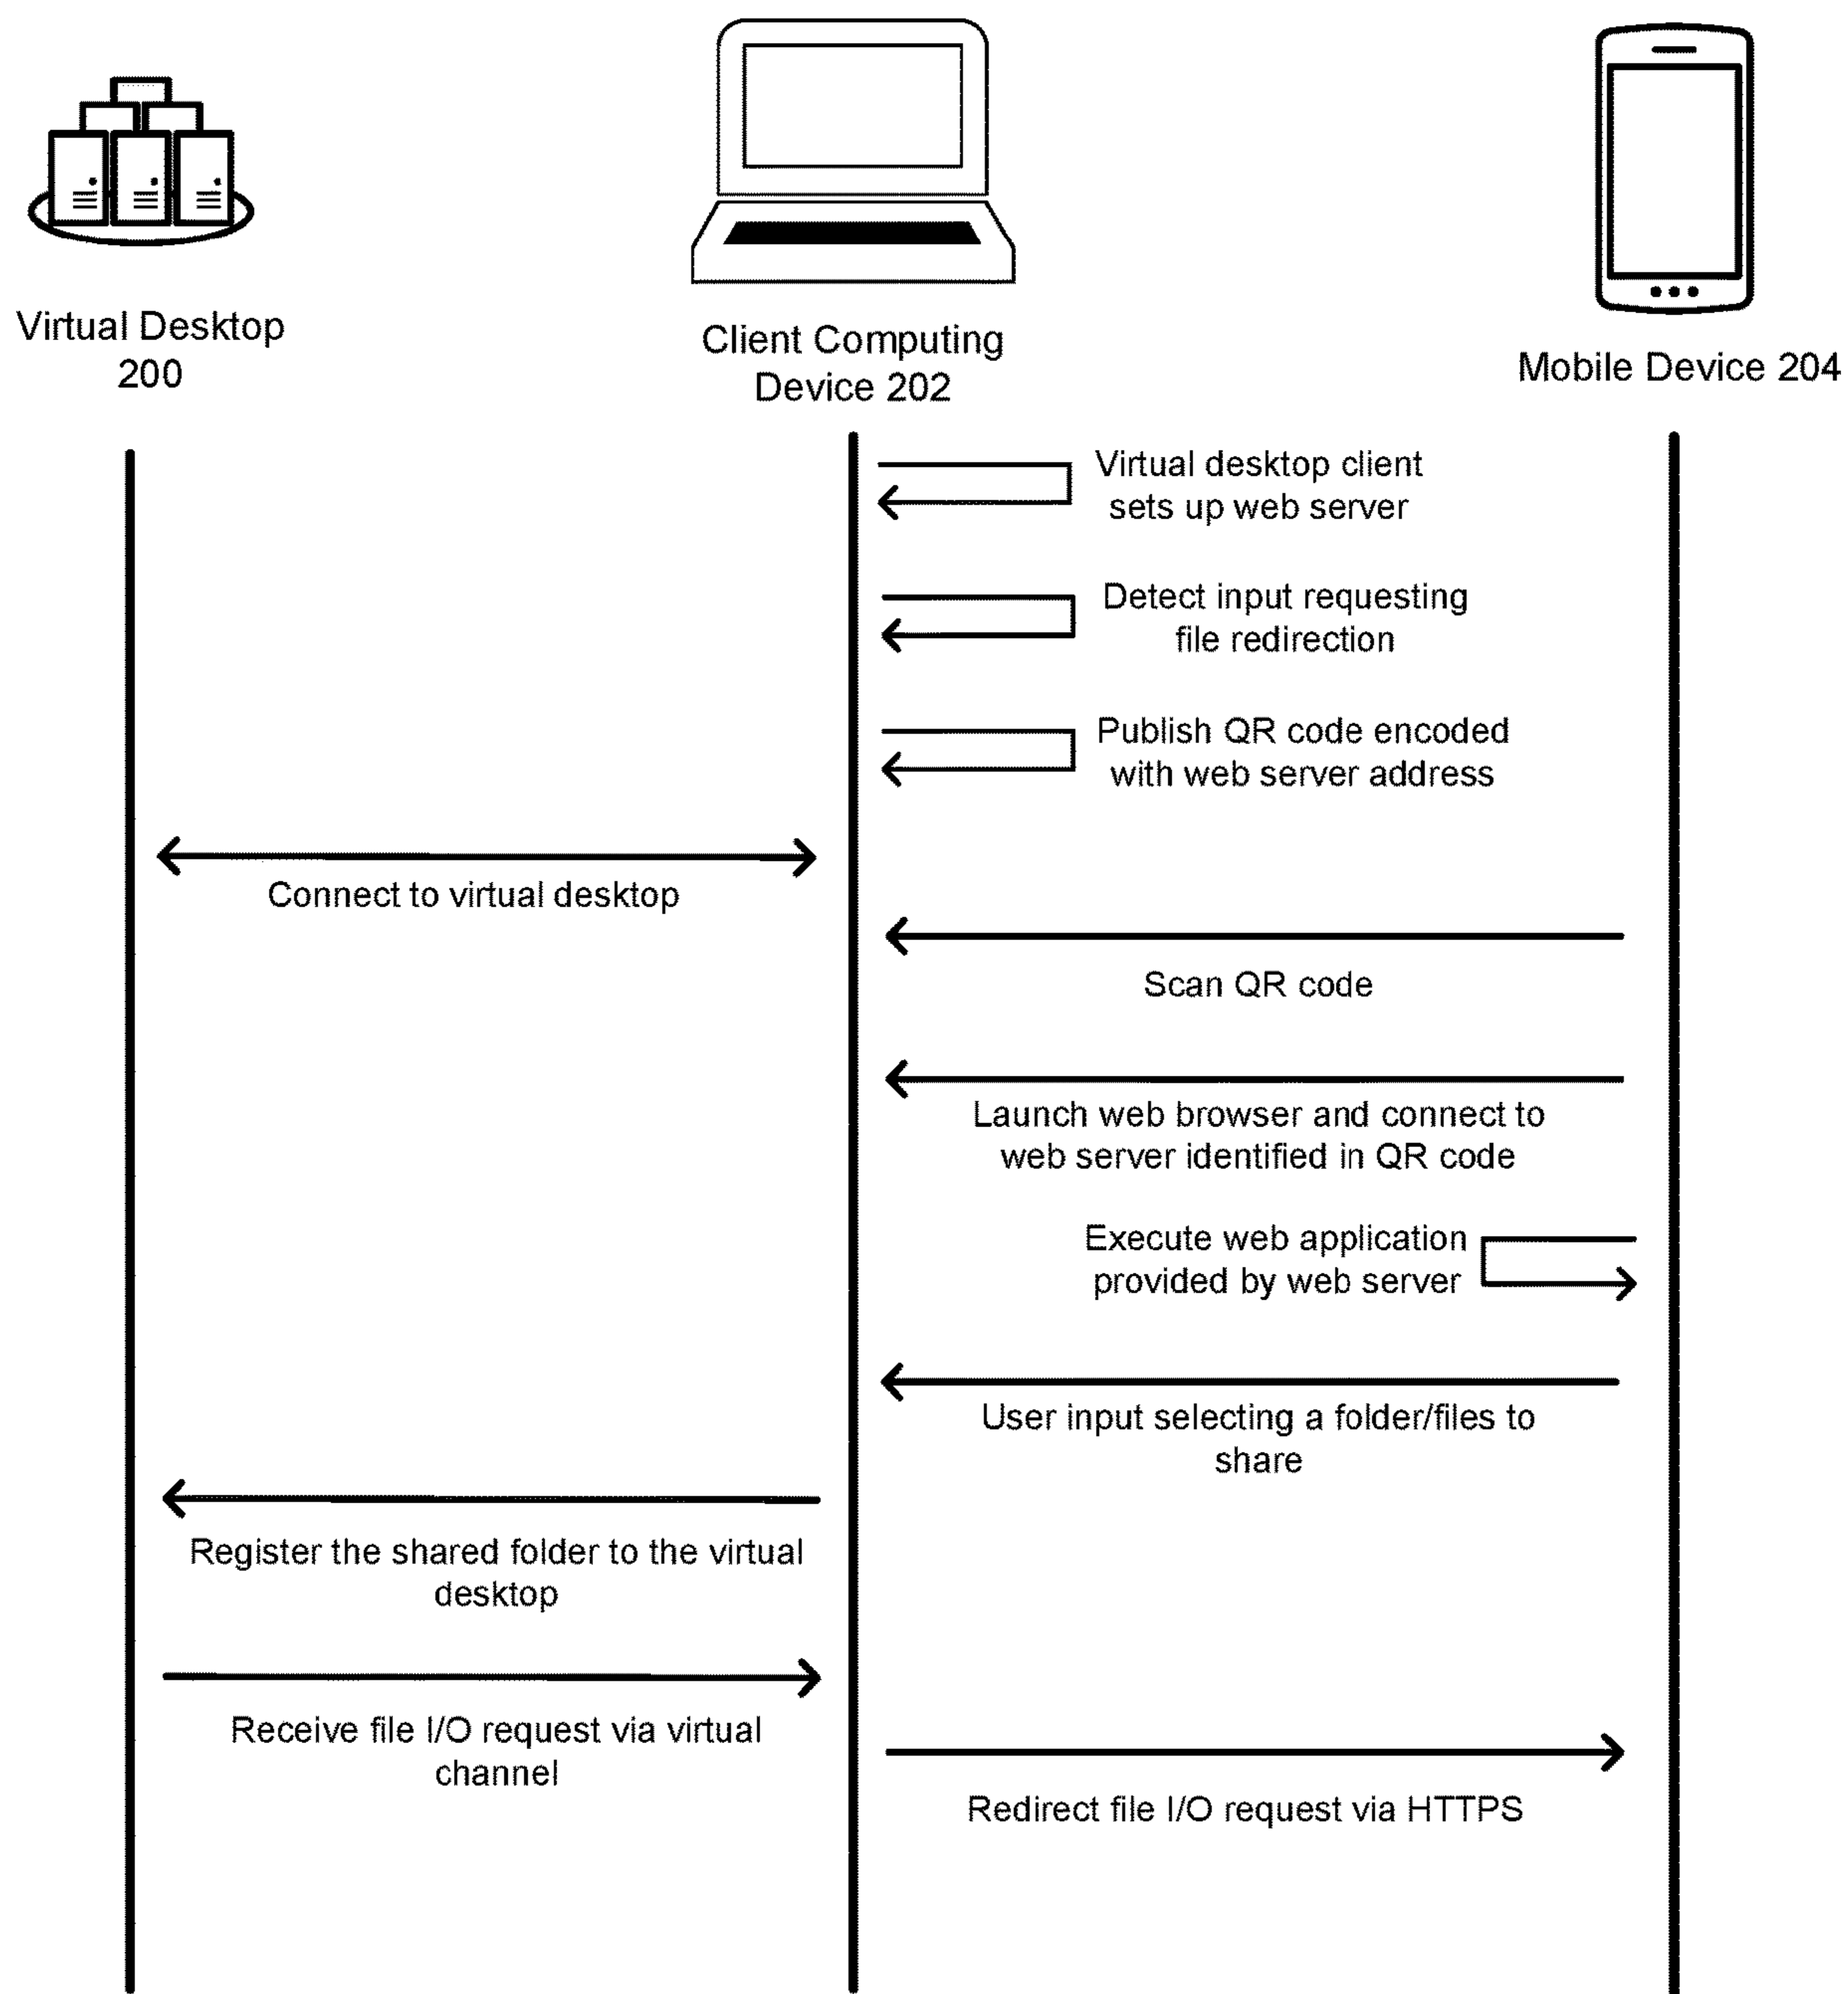 Virtual Desktop
200
Client Computing
Device 202
Mobile Device 204
Virtual desktop client
sets up web server
Detect input requesting
file redirection
Publish QR code encoded
with web server address
Connect to virtual desktop
Scan QR code
Launch web browser and connect to
web server identified in QR code
Execute web application
provided by web server
User input selecting a folder/files to
share
Register the shared folder to the virtual
desktop
Receive file I/O request via virtual
channel
Redirect file I/O request via HTTPS